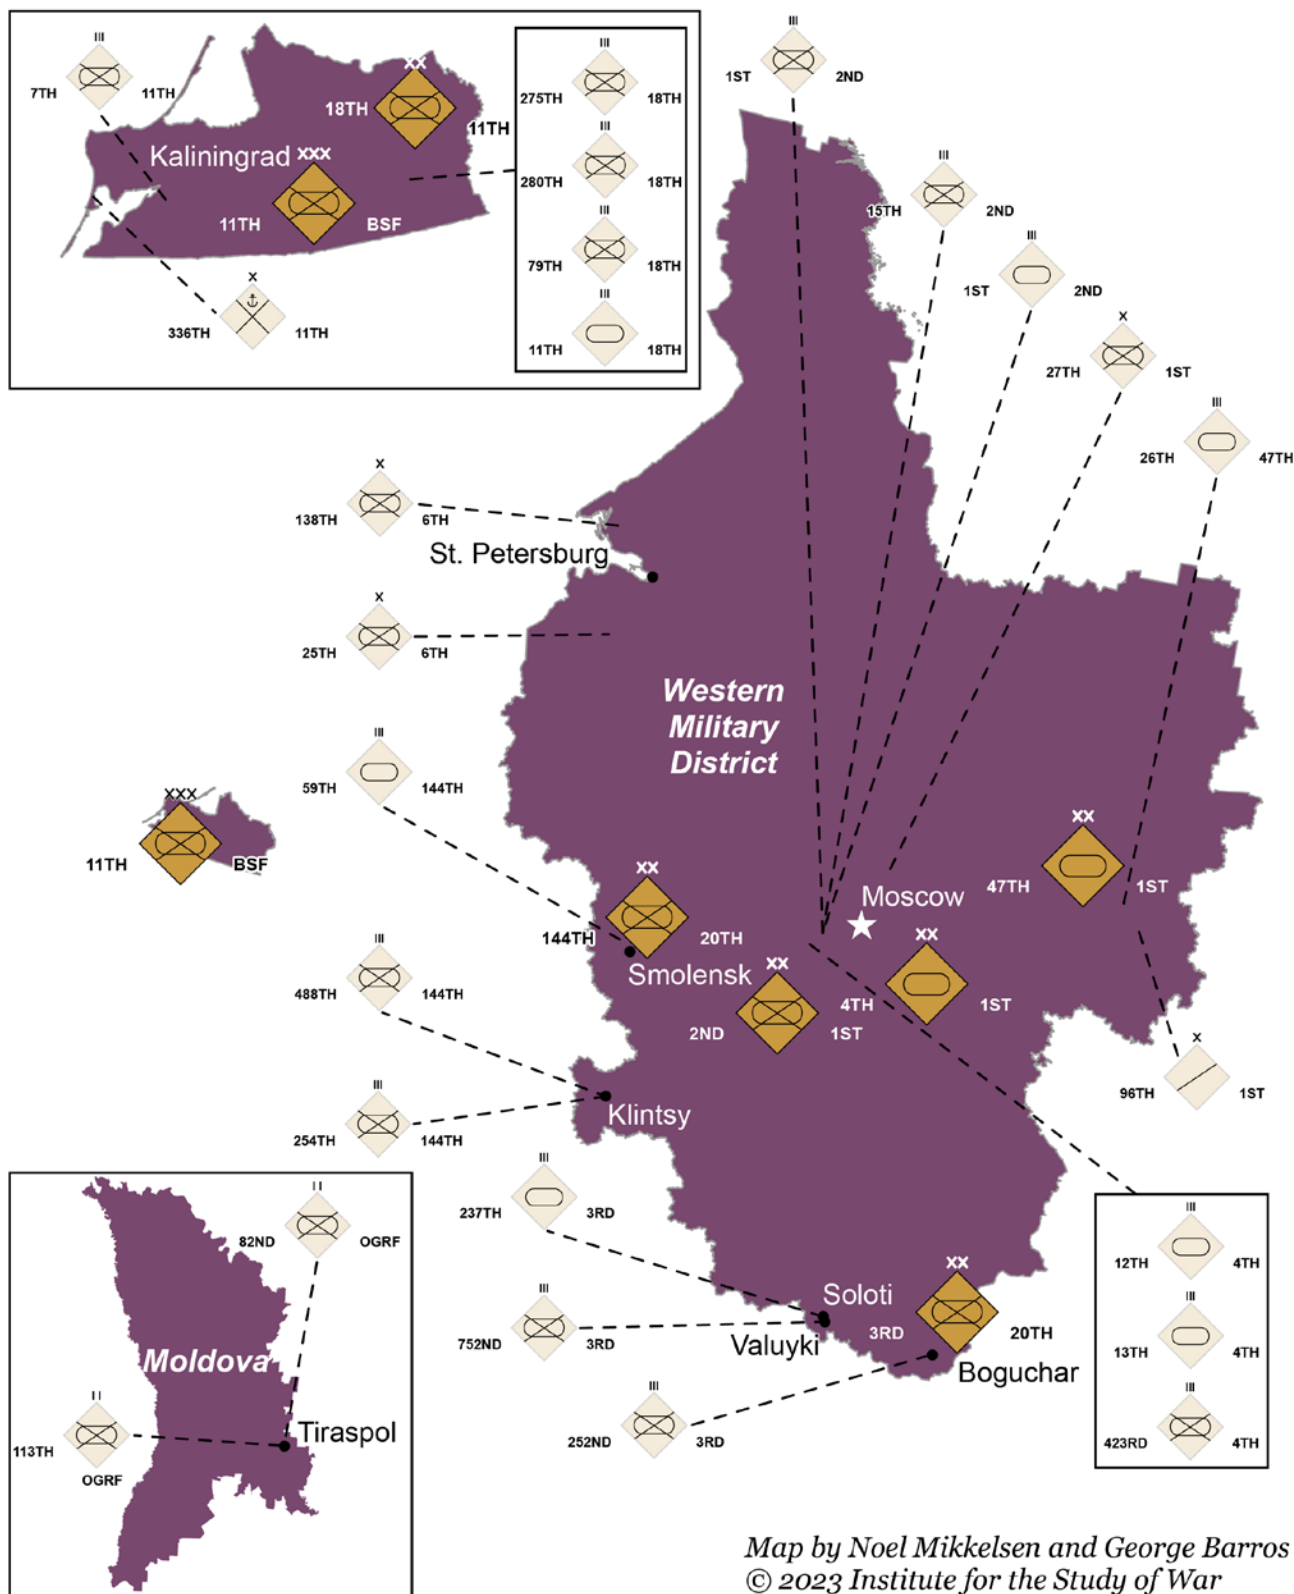 III
7TH 11TH
XX
18TH 11TH
Kaliningrad
XXX
11TH BSF
X
336TH 11TH
III
275TH 18TH
III
280TH 18TH
III
79TH 18TH
III
11TH 18TH
III
1ST 2ND
III
15TH 2ND
III
1ST 2ND
X
27TH 1ST
III
26TH 47TH
X
138TH 6TH
St. Petersburg
X
25TH 6TH
Western
Military
District
III
59TH 144TH
XXX
11TH BSF
XX
47TH 1ST
XX
144TH 20TH
Moscow
Smolensk
XX
4TH 1ST
XX
2ND 1ST
III
488TH 144TH
X
96TH 1ST
Klintsy
III
254TH 144TH
III
237TH 3RD
III
752ND 3RD
Soloti
Valuyki
XX
3RD 20TH
Boguchar
III
252ND 3RD
III
12TH 4TH
III
13TH 4TH
III
423RD 4TH
II
82ND OGRF
Moldova
II
113TH
OGRF
Tiraspol
Map by Noel Mikkelsen and George Barros
© 2023 Institute for the Study of War